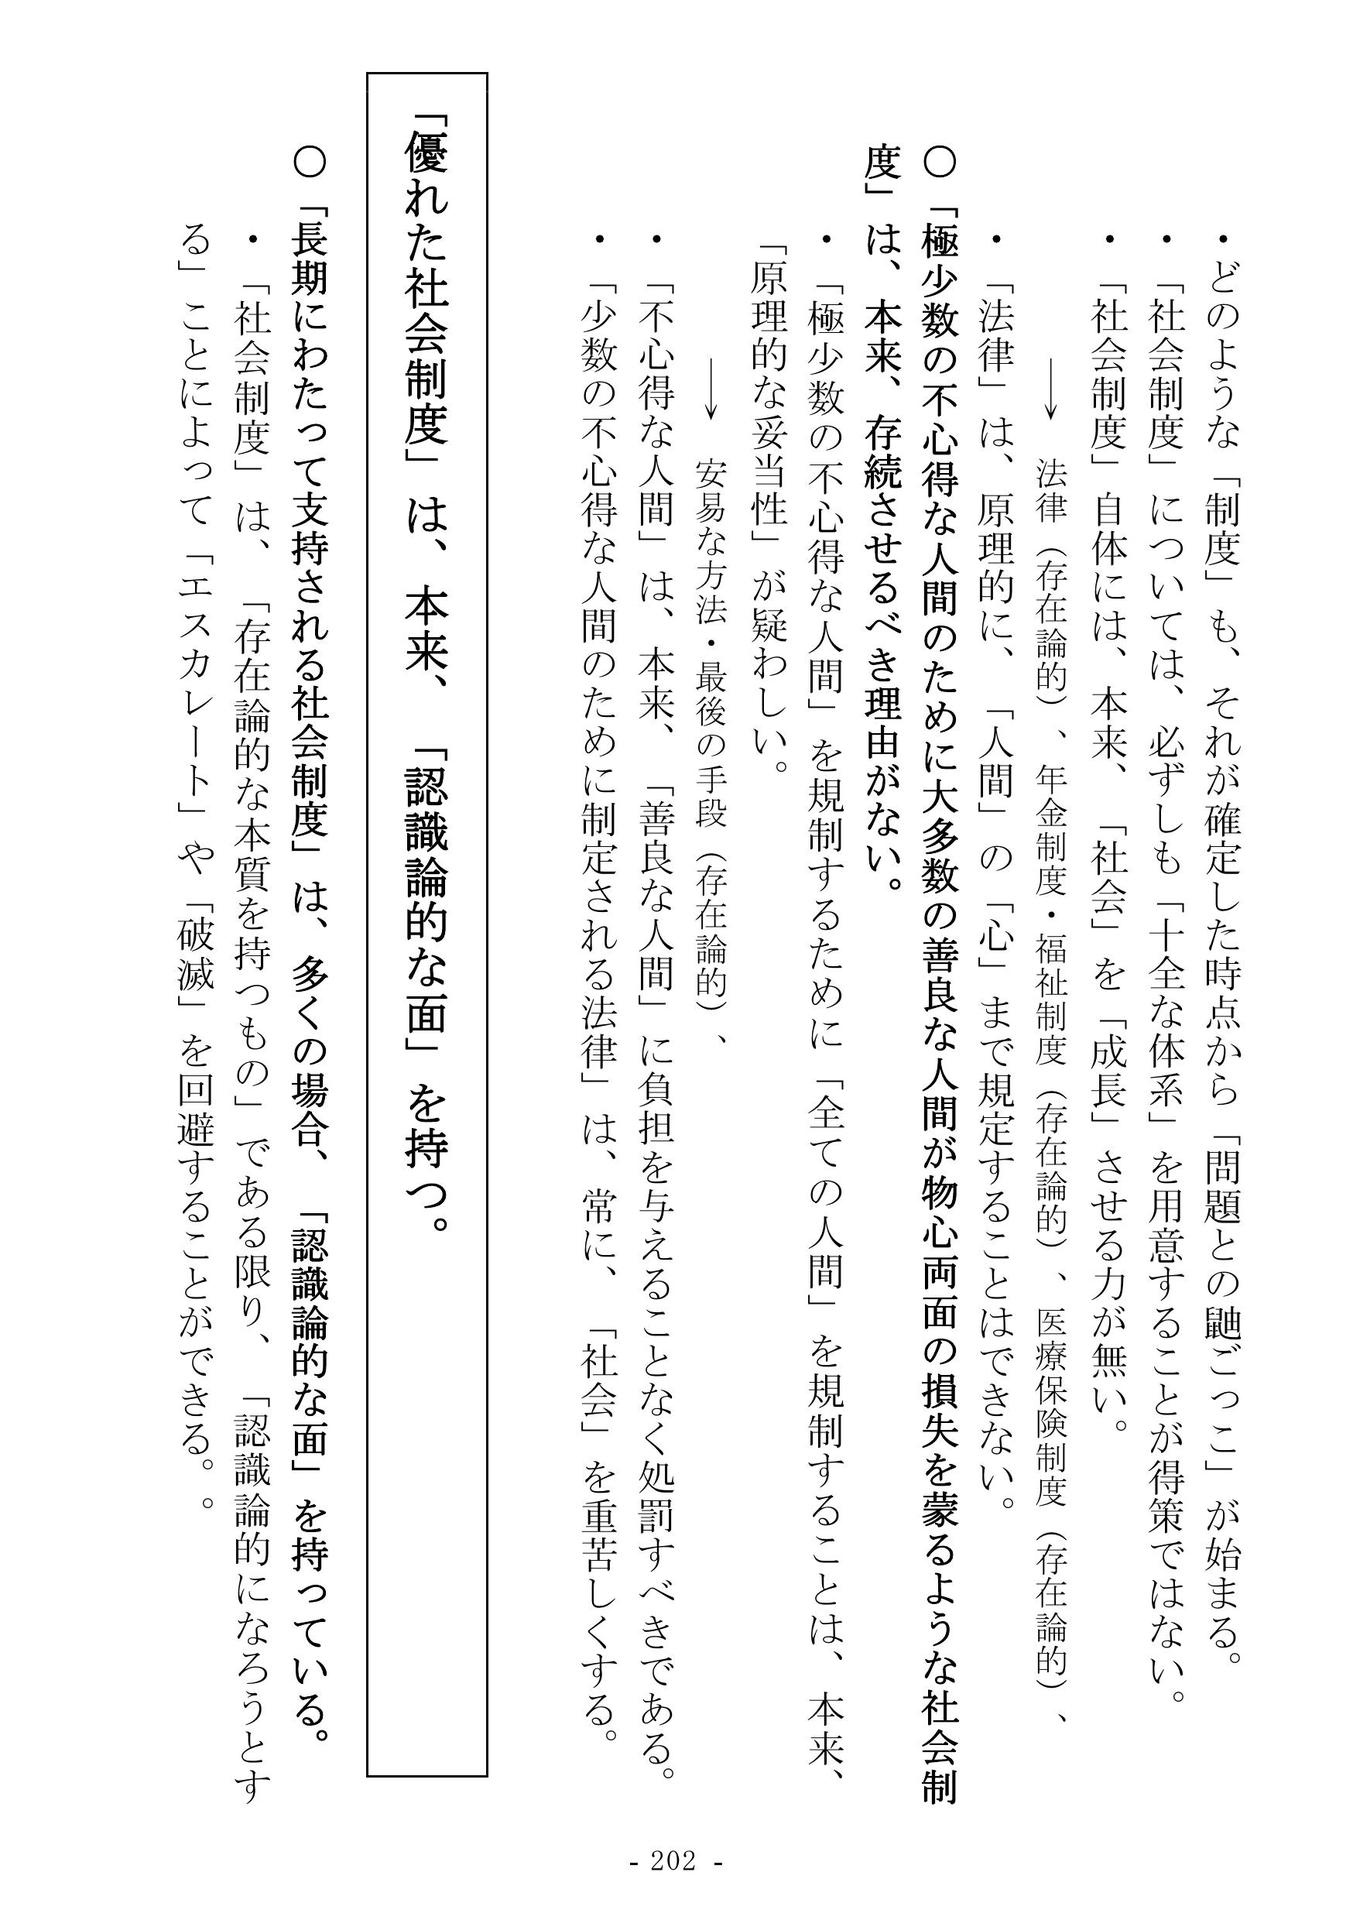 ・どのような「制度」も、それが確定した時点から「問題との鼬ごっこ」が始まる。
・「社会制度」については、必ずしも「十全な体系」を用意することが得策ではない。
・「社会制度」自体には、本来、「社会」を「成長」させる力が無い。
→ 法律（存在論的）、年金制度・福祉制度（存在論的）、医療保険制度（存在論的）、
・「法律」は、原理的に、「人間」の「心」まで規定することはできない。
〇「極少数の不心得な人間のために大多数の善良な人間が物心両面の損失を蒙るような社会制
度」は、本来、存続させるべき理由がない。
・「極少数の不心得な人間」を規制するために「全ての人間」を規制することは、本来、
「原理的な妥当性」が疑わしい。
→ 安易な方法・最後の手段（存在論的）、
・「不心得な人間」は、本来、「善良な人間」に負担を与えることなく処罰すべきである。
・「少数の不心得な人間のために制定される法律」は、常に、「社会」を重苦しくする。
「優れた社会制度」は、本来、「認識論的な面」を持つ。
〇「長期にわたって支持される社会制度」は、多くの場合、「認識論的な面」を持っている。
・「社会制度」は、「存在論的な本質を持つもの」である限り、「認識論的になろうとす
る」ことによって「エスカレート」や「破滅」を回避することができる。。
- 202 -